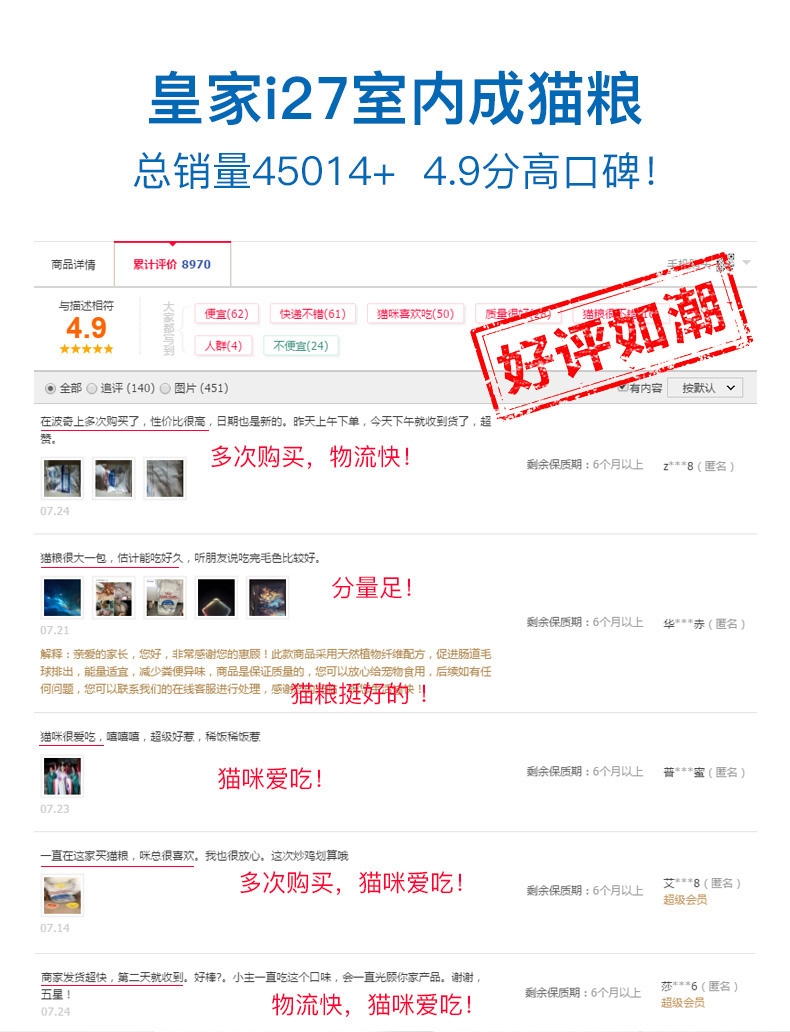 皇家i27室内成猫粮
总销量45014+ 4.9分高口碑！
商品详情
累计评价 8970
与描述相符
4.9
大家都写到
便宜(62)
快递不错(61)
猫咪喜欢吃(50)
质量很好
猫粮很不错
人群(4)
不便宜(24)
好评如潮
全部 追评 (140) 图片 (451)
有内容 按默认
在波奇上多次购买了，性价比很高，日期也是新的。昨天上午下单，今天下午就收到货了，超
赞。
多次购买，物流快！
剩余保质期：6个月以上
z***8（匿名）
07.24
猫粮很大一包，估计能吃好久，听朋友说吃完毛色比较好。
分量足！
剩余保质期：6个月以上
华***赤（匿名）
07.21
解释：亲爱的家长，您好，非常感谢您的惠顾！此款商品采用天然植物纤维配方，促进肠道毛
球排出，能量适宜，减少粪便异味，商品是保证质量的，您可以放心给宠物食用，后续如有任
何问题，您可以联系我们的在线客服进行处理，感谢
猫粮挺好的！
猫咪很爱吃，嘻嘻嘻，超级好惹，稀饭稀饭惹
猫咪爱吃！
剩余保质期：6个月以上
普***蜜（匿名）
07.23
一直在这家买猫粮，咪总很喜欢。我也很放心。这次炒鸡划算哦
多次购买，猫咪爱吃！
剩余保质期：6个月以上
艾***8（匿名）
超级会员
07.14
商家发货超快，第二天就收到。好棒?。小主一直吃这个口味，会一直光顾你家产品。谢谢，
五星！
物流快，猫咪爱吃！
剩余保质期：6个月以上
莎***6（匿名）
超级会员
07.24